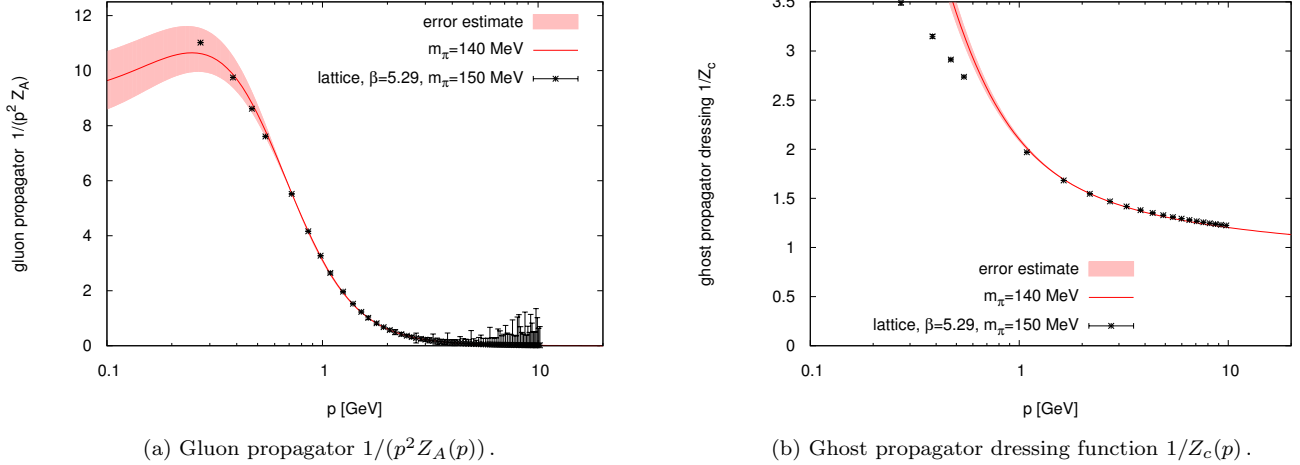 gluon propagator 1/(p² Z_A)
12
10
8
6
4
2
0
error estimate
m_π=140 MeV
lattice, β=5.29, m_π=150 MeV
0.1
1
10
p [GeV]
(a) Gluon propagator 1/(p²Z_A(p)) .
ghost propagator dressing 1/Z_c
3.5
3
2.5
2
1.5
1
0.5
0
error estimate
m_π=140 MeV
lattice, β=5.29, m_π=150 MeV
0.1
1
10
p [GeV]
(b) Ghost propagator dressing function 1/Z_c(p) .